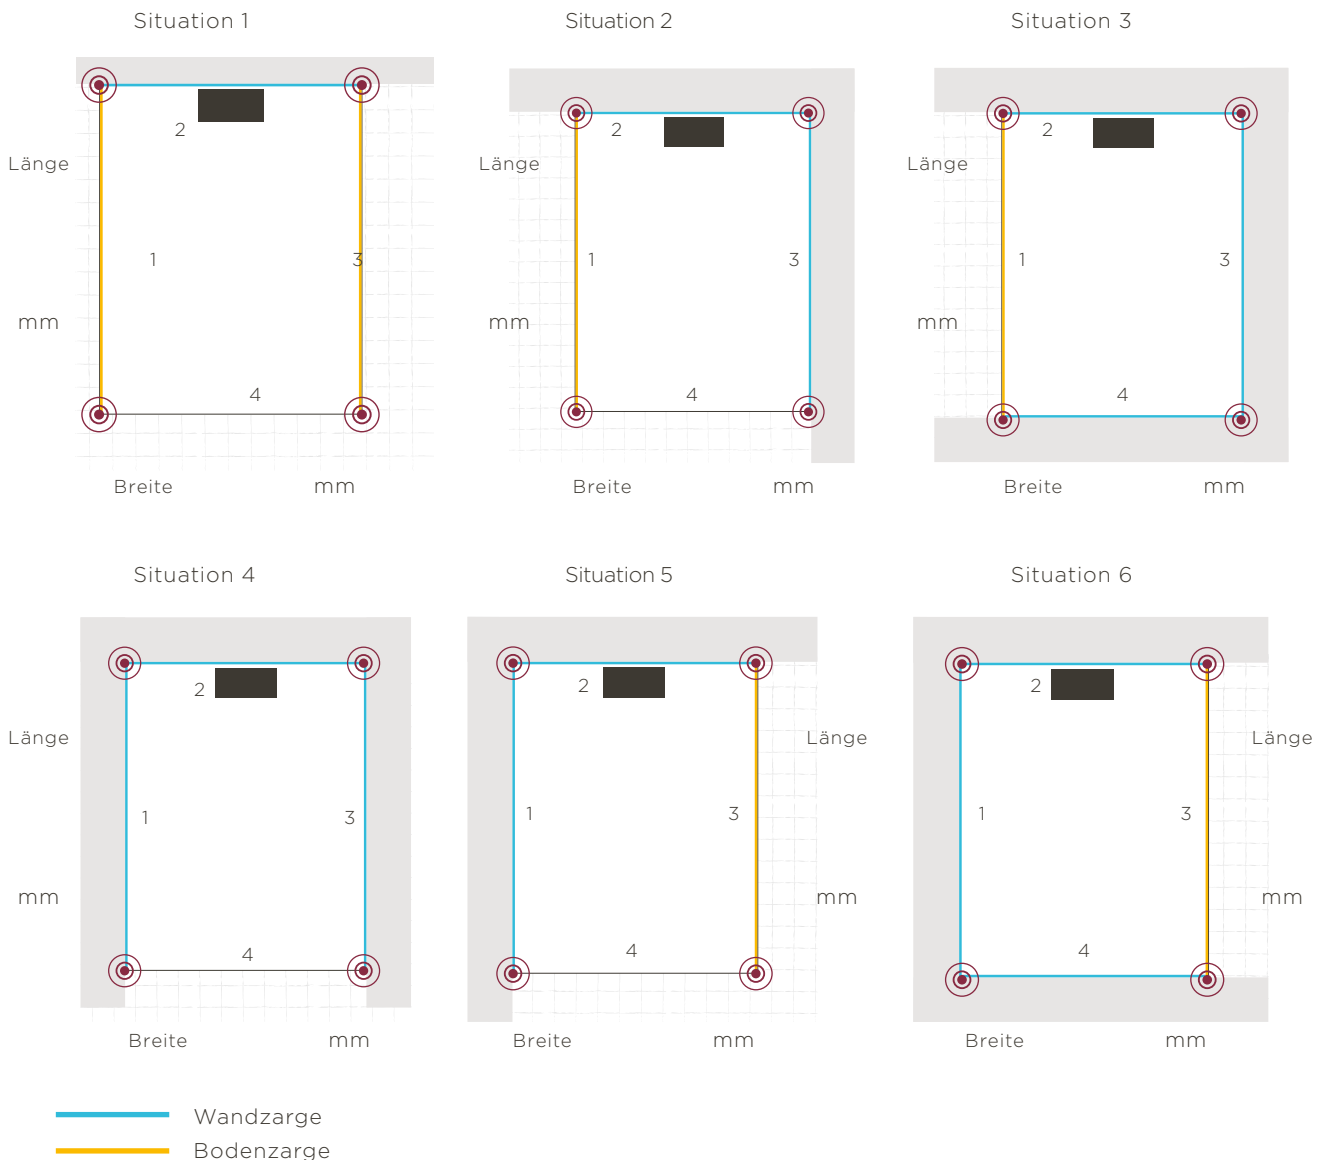 Situation 1
Situation 2
Situation 3
2
Länge
1
3
mm
4
Breite
mm
2
Länge
1
3
mm
4
Breite
mm
2
Länge
1
3
mm
4
Breite
mm
Situation 4
Situation 5
Situation 6
2
Länge
1
3
mm
4
Breite
mm
2
Länge
1
3
mm
4
Breite
mm
2
Länge
1
3
mm
4
Breite
mm
Wandzarge
Bodenzarge